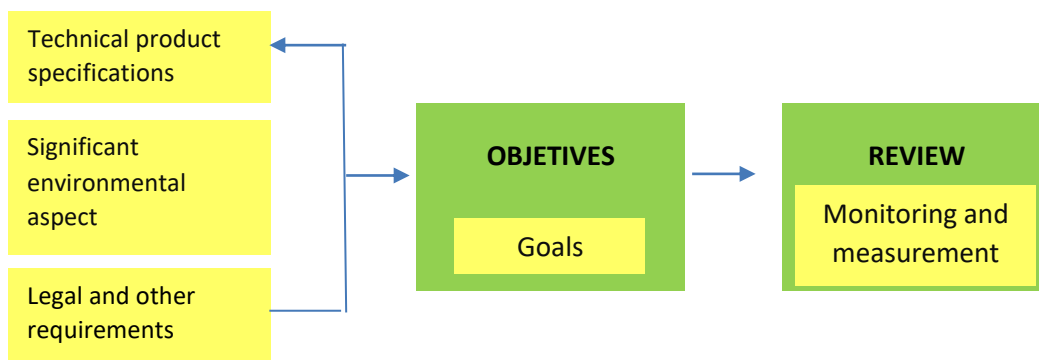 Technical product
specifications
Significant
environmental
aspect
Legal and other
requirements
OBJETIVES
Goals
REVIEW
Monitoring and
measurement